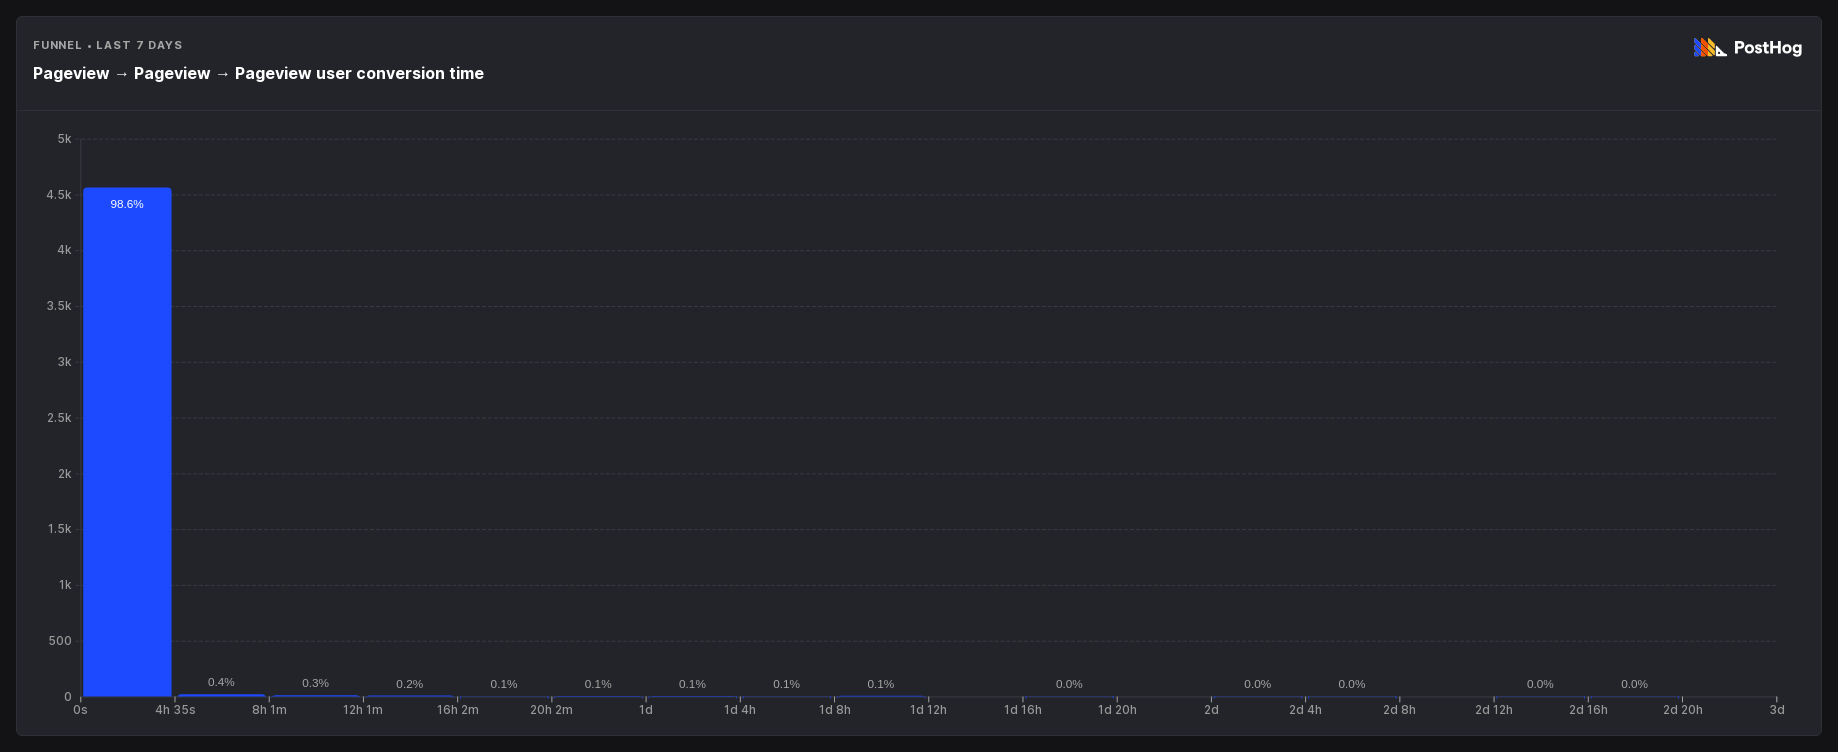 FUNNEL • LAST 7 DAYS
PostHog
Pageview → Pageview → Pageview user conversion time
5k
4.5k
4k
3.5k
3k
2.5k
2k
1.5k
1k
500
0
98.6%
0.4%
0.3%
0.2%
0.1%
0.1%
0.1%
0.1%
0.1%
0.0%
0.0%
0.0%
0.0%
0.0%
0s
4h 35s
8h 1m
12h 1m
16h 2m
20h 2m
1d
1d 4h
1d 8h
1d 12h
1d 16h
1d 20h
2d
2d 4h
2d 8h
2d 12h
2d 16h
2d 20h
3d